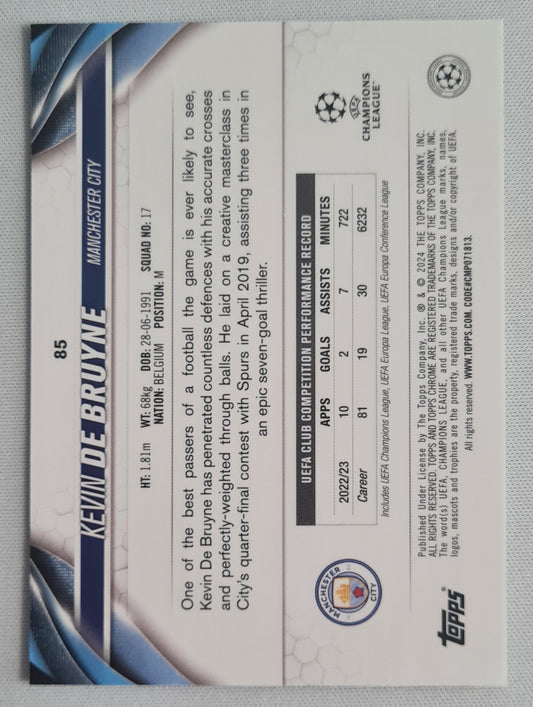 85
KEVIN DE BRUYNE
MANCHESTER CITY
HT: 1.81m WT: 68kg DOB: 28-06-1991 SQUAD NO: 17
NATION: BELGIUM POSITION: M
One of the best passers of a football the game is ever likely to see,
Kevin De Bruyne has penetrated countless defences with his accurate crosses
and perfectly-weighted through balls. He laid on a creative masterclass in
City's quarter-final contest with Spurs in April 2019, assisting three times in
an epic seven-goal thriller.
UEFA CLUB COMPETITION PERFORMANCE RECORD
APPS GOALS ASSISTS MINUTES
2022/23 10 2 7 722
Career 81 19 30 6232
Includes UEFA Champions League, UEFA Europa League, UEFA Europa Conference League
MANCHESTER
CITY
UEFA
CHAMPIONS
LEAGUE™
topps®
Published Under License by The Topps Company, Inc. ® & © 2024 THE TOPPS COMPANY, INC.
ALL RIGHTS RESERVED. TOPPS AND TOPPS CHROME ARE REGISTERED TRADEMARKS OF THE TOPPS COMPANY, INC.
The word(s) UEFA, CHAMPIONS LEAGUE, and all other UEFA Champions League marks, names,
logos, mascots and trophies are the property, registered trade marks, designs and/or copyright of UEFA.
All rights reserved. WWW.TOPPS.COM. CODE#CMP071813.